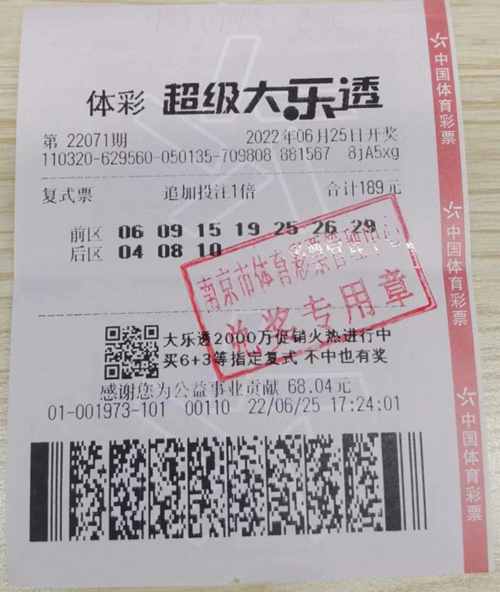 体彩 超级大乐透
第 22071期 2022年06月25日开奖
110320-629560-050135-709808 881567 8jA5xg
复式票 追加投注1倍 合计189元
前区 06 09 15 19 25 26 29
后区 04 08 10
南京市体育彩票管理中心
兑奖专用章
大乐透2000万促销火热进行中
买6+3等指定复式 不中也有奖
感谢您为公益事业贡献 68.04元
01-001973-101 00110 22/06/25 17:24:01
中国体育彩票
中国体育彩票
中国体育彩票